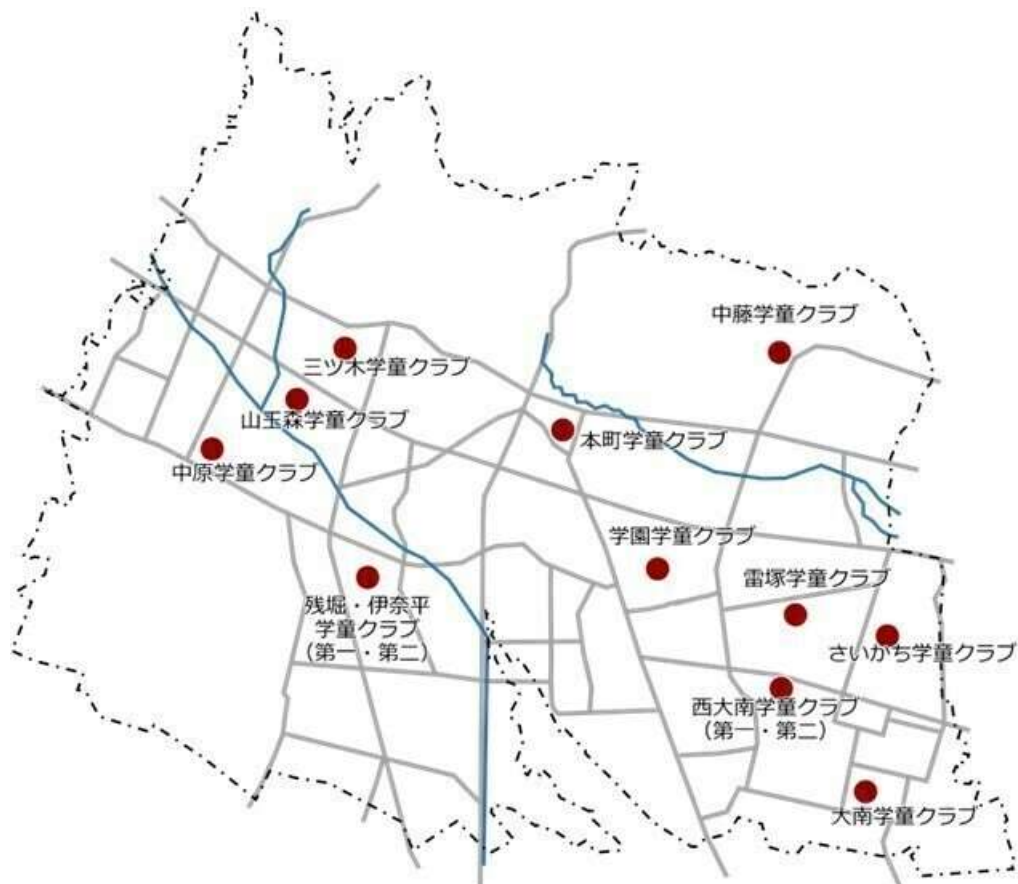 中藤学童クラブ
三ツ木学童クラブ
山王森学童クラブ
本町学童クラブ
中原学童クラブ
学園学童クラブ
雷塚学童クラブ
残堀・伊奈平
学童クラブ
（第一・第二）
さいかち学童クラブ
西大南学童クラブ
（第一・第二）
大南学童クラブ